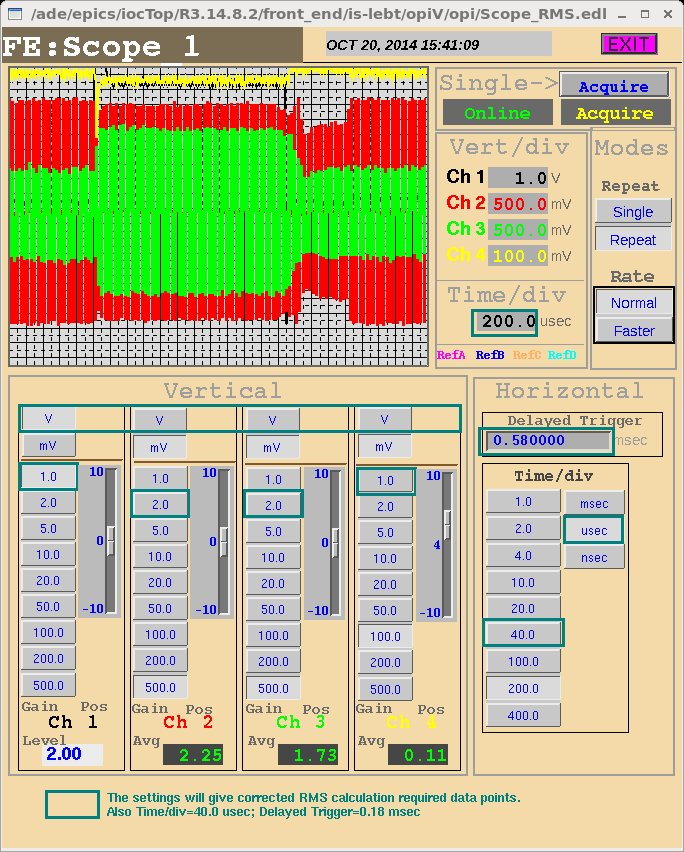 /ade/epics/iocTop/R3.14.8.2/front_end/is-lebt/opiV/opi/Scope_RMS.edl
FE:Scope_1
OCT 20, 2014 15:41:09
EXIT
Single->
Acquire
Online
Acquire
Vert/div
Ch 1 1.0 V
Ch 2 500.0 mV
Ch 3 500.0 mV
Ch 4 100.0 mV
Time/div
200.0 usec
RefA RefB RefC RefD
Modes
Repeat
Single
Repeat
Rate
Normal
Faster
Vertical
V
mV
1.0
2.0
5.0
10.0
20.0
50.0
100.0
200.0
500.0
10
0
-10
Gain Pos
Ch 1
Level
2.00
V
mV
1.0
2.0
5.0
10.0
20.0
50.0
100.0
200.0
500.0
10
0
-10
Gain Pos
Ch 2
Avg
2.25
V
mV
1.0
2.0
5.0
10.0
20.0
50.0
100.0
200.0
500.0
10
0
-10
Gain Pos
Ch 3
Avg
1.73
V
mV
1.0
2.0
5.0
10.0
20.0
50.0
100.0
200.0
500.0
10
4
-10
Gain Pos
Ch 4
Avg
0.11
Horizontal
Delayed Trigger
0.580000 msec
Time/div
1.0
2.0
4.0
10.0
20.0
40.0
100.0
200.0
400.0
msec
usec
nsec
The settings will give corrected RMS calculation required data points.
Also Time/div=40.0 usec; Delayed Trigger=0.18 msec